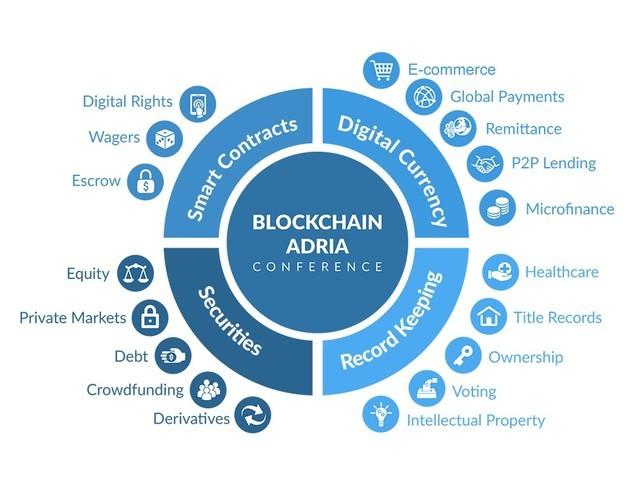 BLOCKCHAIN
ADRIA
CONFERENCE
Smart Contracts
Digital Rights
Wagers
Escrow
Digital Currency
E-commerce
Global Payments
Remittance
P2P Lending
Microfinance
Securities
Equity
Private Markets
Debt
Crowdfunding
Derivatives
Record Keeping
Healthcare
Title Records
Ownership
Voting
Intellectual Property